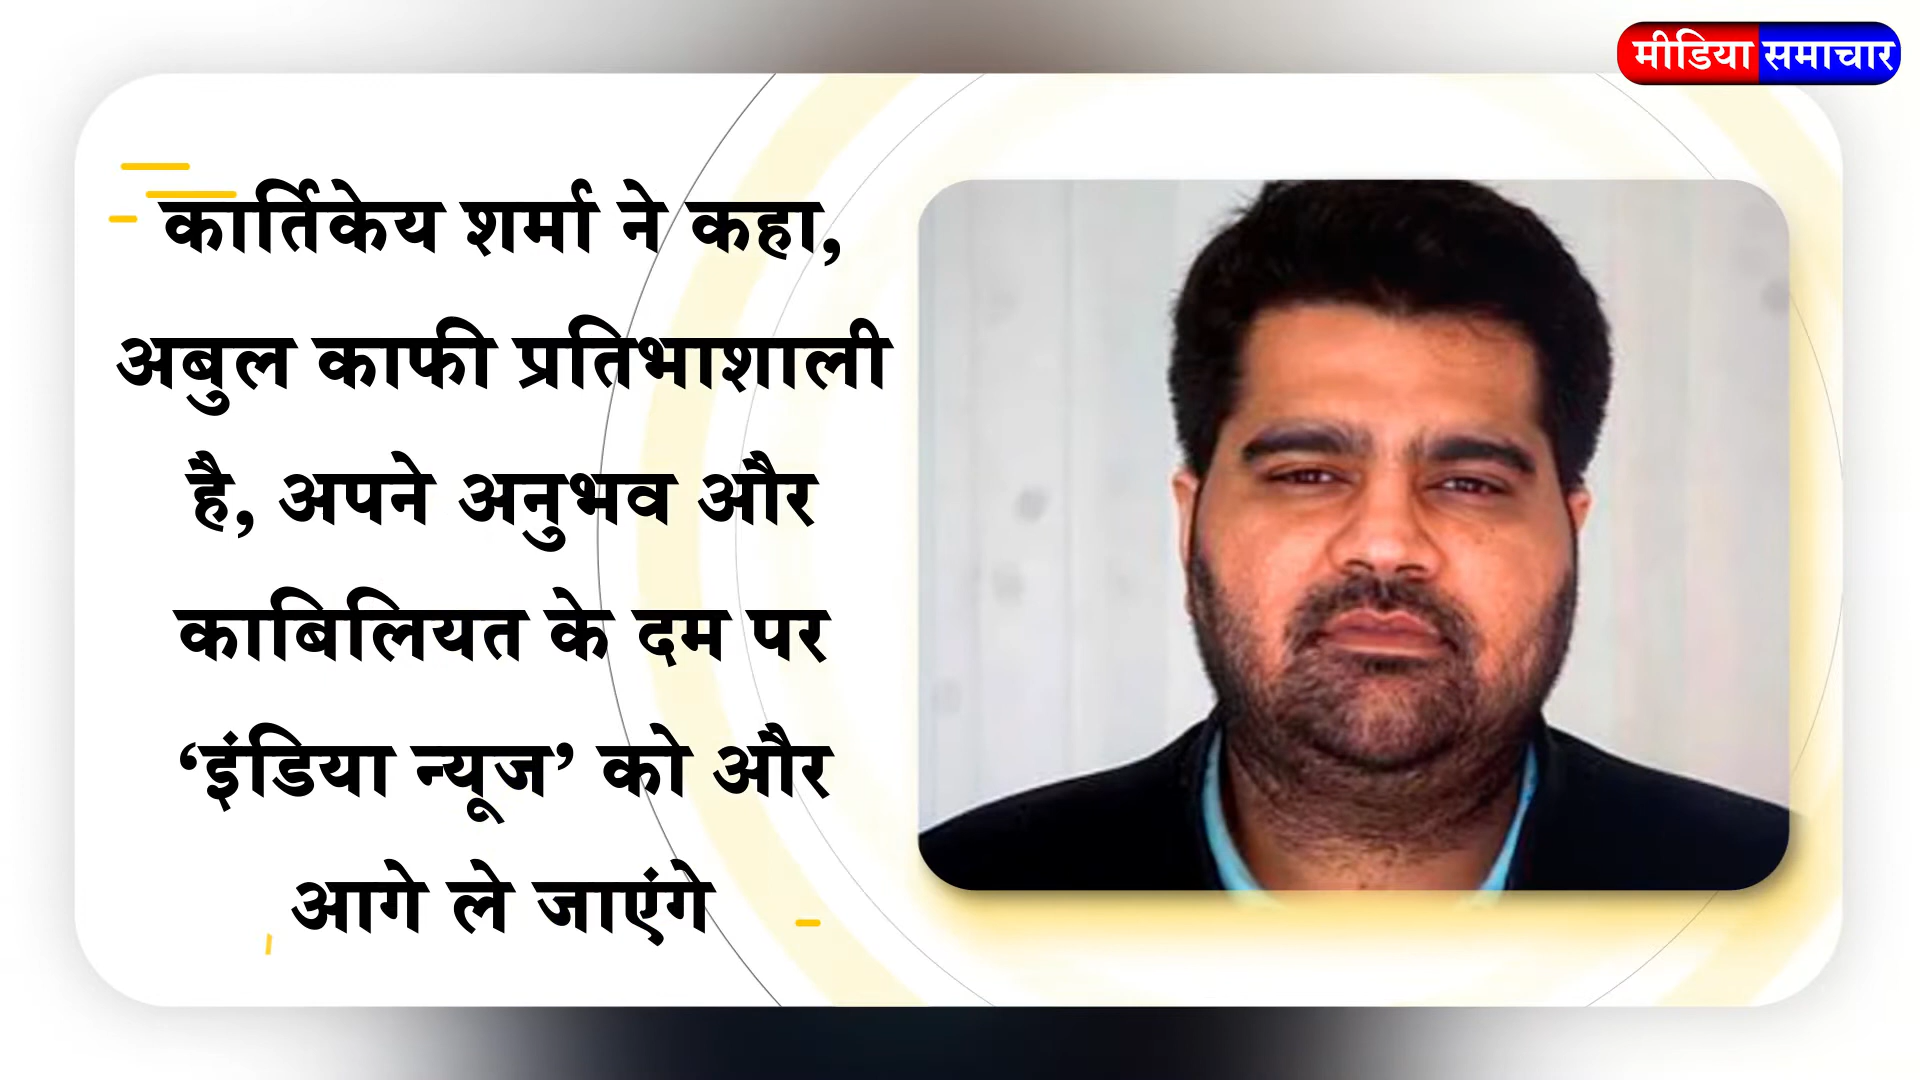 मीडिया समाचार
कार्तिकेय शर्मा ने कहा,
अबुल काफी प्रतिभाशाली
है, अपने अनुभव और
काबिलियत के दम पर
‘इंडिया न्यूज’ को और
आगे ले जाएंगे